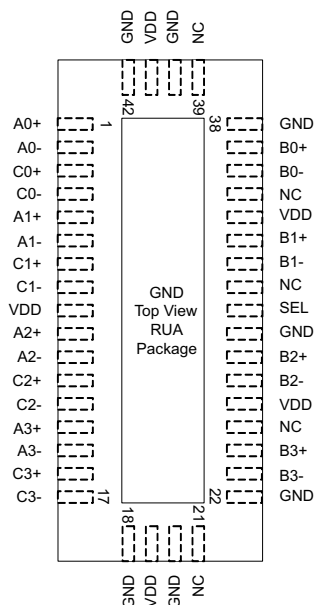 GND VDD GND NC
42 39
A0+ 1 38 GND
A0- B0+
C0+ B0-
C0- NC
A1+ VDD
A1- B1+
C1+ B1-
C1- NC
VDD SEL
A2+ GND
A2- B2+
C2+ B2-
C2- VDD
A3+ NC
A3- B3+
C3+ B3-
C3- 17 22 GND
GND
Top View
RUA
Package
18 21
GND VDD GND NC